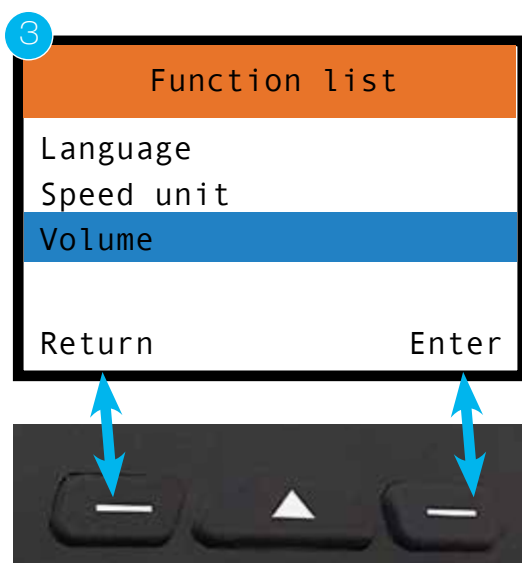 3
Function list
Language
Speed unit
Volume
Return Enter